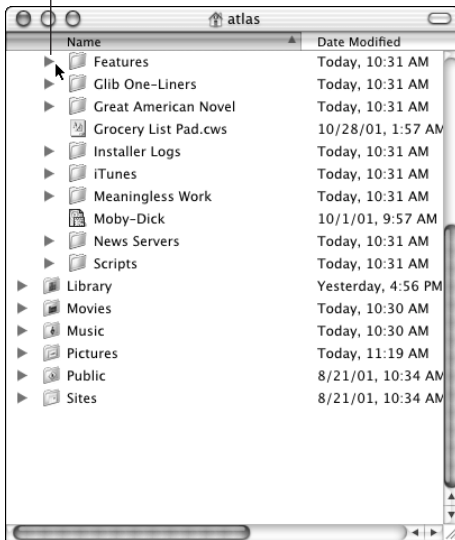 atlas
Name Date Modified
Features Today, 10:31 AM
Glib One-Liners Today, 10:31 AM
Great American Novel Today, 10:31 AM
Grocery List Pad.cws 10/28/01, 1:57 AM
Installer Logs Today, 10:31 AM
iTunes Today, 10:31 AM
Meaningless Work Today, 10:31 AM
Moby-Dick 10/1/01, 9:57 AM
News Servers Today, 10:31 AM
Scripts Today, 10:31 AM
Library Yesterday, 4:56 PM
Movies Today, 10:30 AM
Music Today, 10:30 AM
Pictures Today, 11:19 AM
Public 8/21/01, 10:34 AM
Sites 8/21/01, 10:34 AM